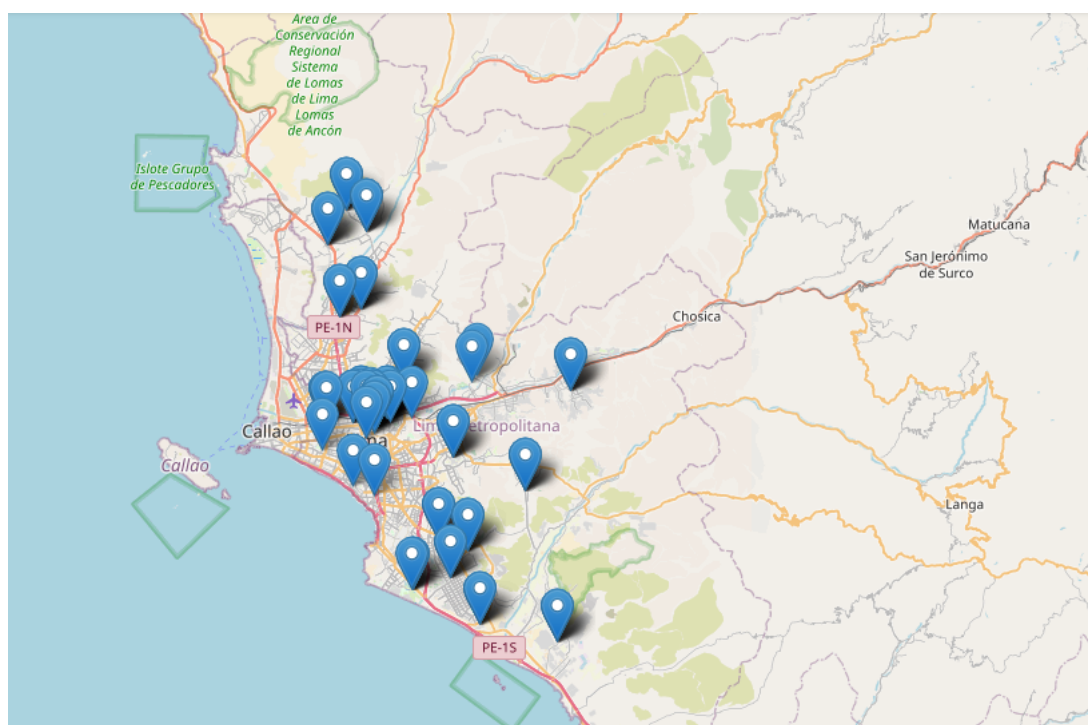 Área de
Conservación
Regional
Sistema
de Lomas
de Lima
Lomas
de Ancón
Islote Grupo
de Pescadores
Matucana
San Jerónimo
de Surco
Chosica
PE-1N
Callao
Metropolitana
Callao
Langa
PE-1S